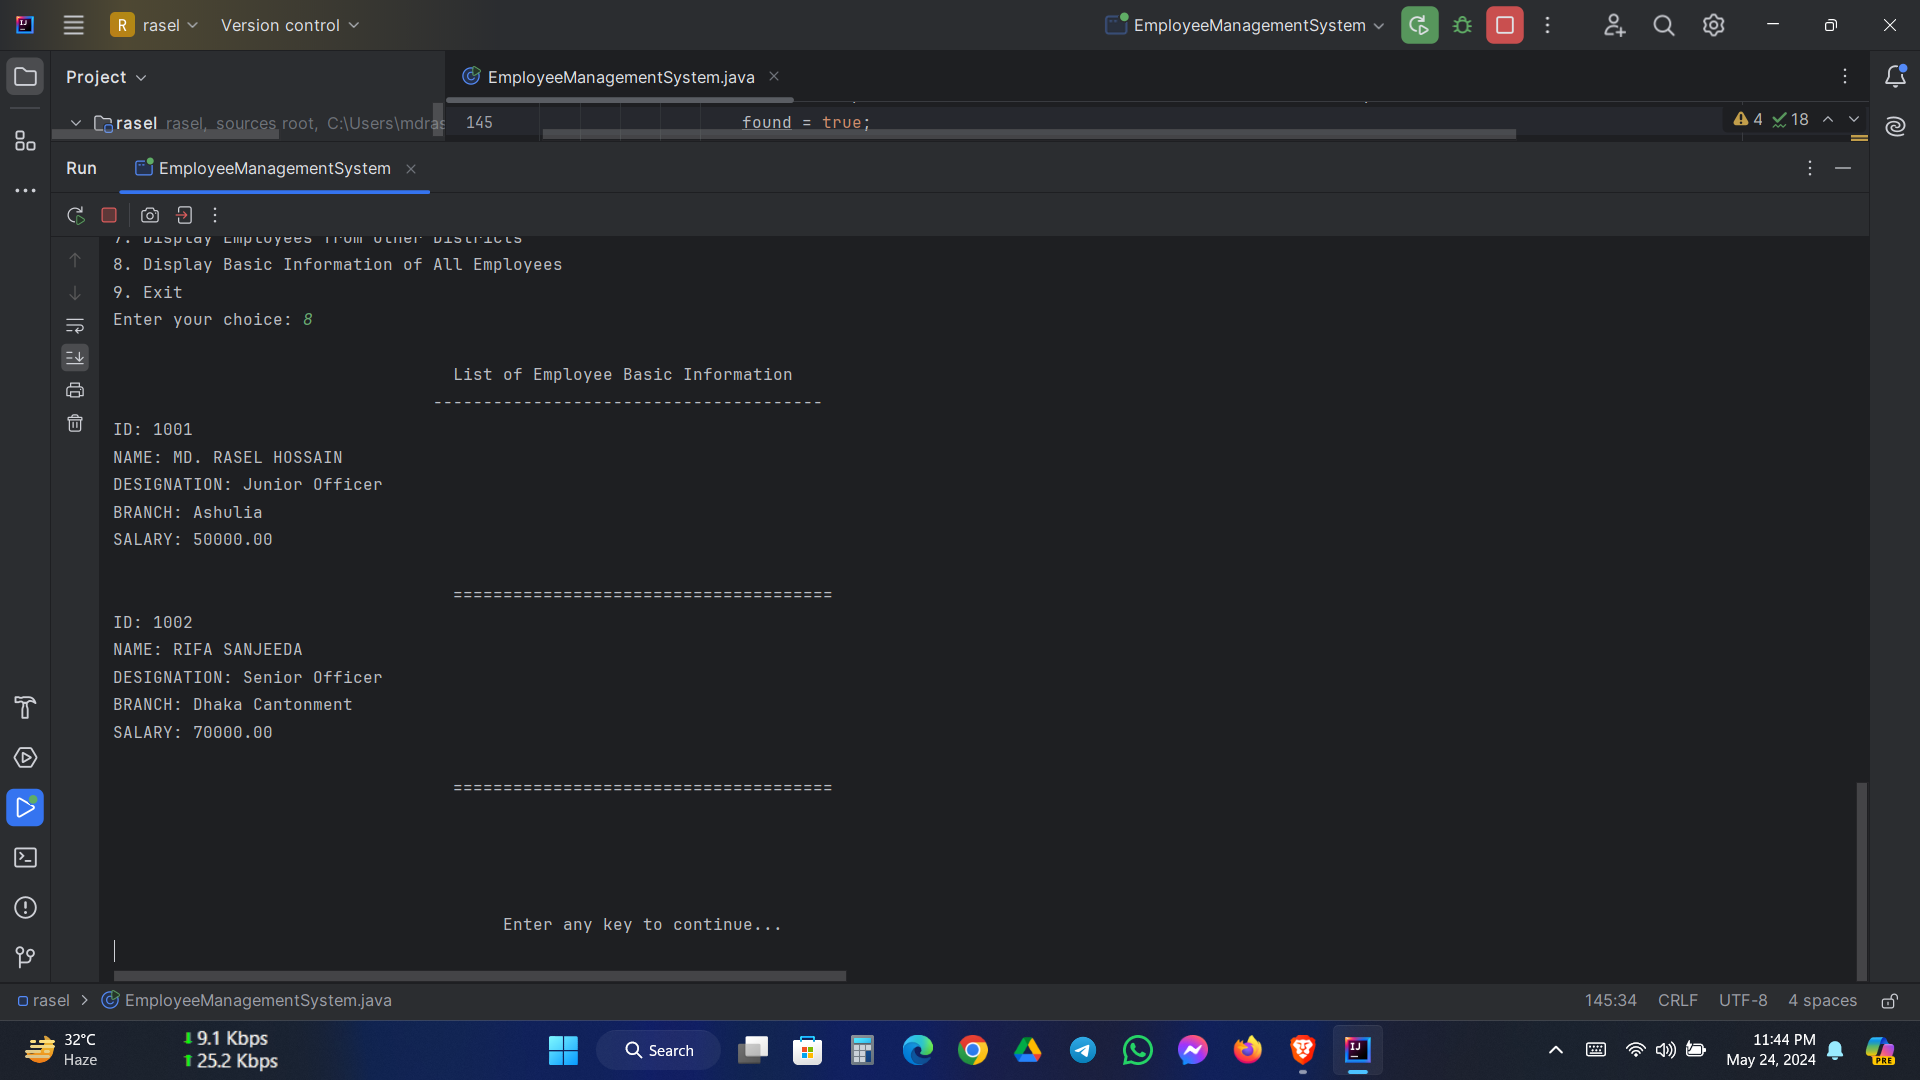 R rasel Version control EmployeeManagementSystem
Project
EmployeeManagementSystem.java
rasel rasel, sources root, C:\Users\mdras
145 found = true; 4 18
Run EmployeeManagementSystem
7. Display Employees from other Districts
8. Display Basic Information of All Employees
9. Exit
Enter your choice: 8
List of Employee Basic Information
---------------------------------------
ID: 1001
NAME: MD. RASEL HOSSAIN
DESIGNATION: Junior Officer
BRANCH: Ashulia
SALARY: 50000.00
======================================
ID: 1002
NAME: RIFA SANJEEDA
DESIGNATION: Senior Officer
BRANCH: Dhaka Cantonment
SALARY: 70000.00
======================================
Enter any key to continue...
rasel > EmployeeManagementSystem.java 145:34 CRLF UTF-8 4 spaces
32°C
Haze
9.1 Kbps
25.2 Kbps
Search
11:44 PM
May 24, 2024
PRE